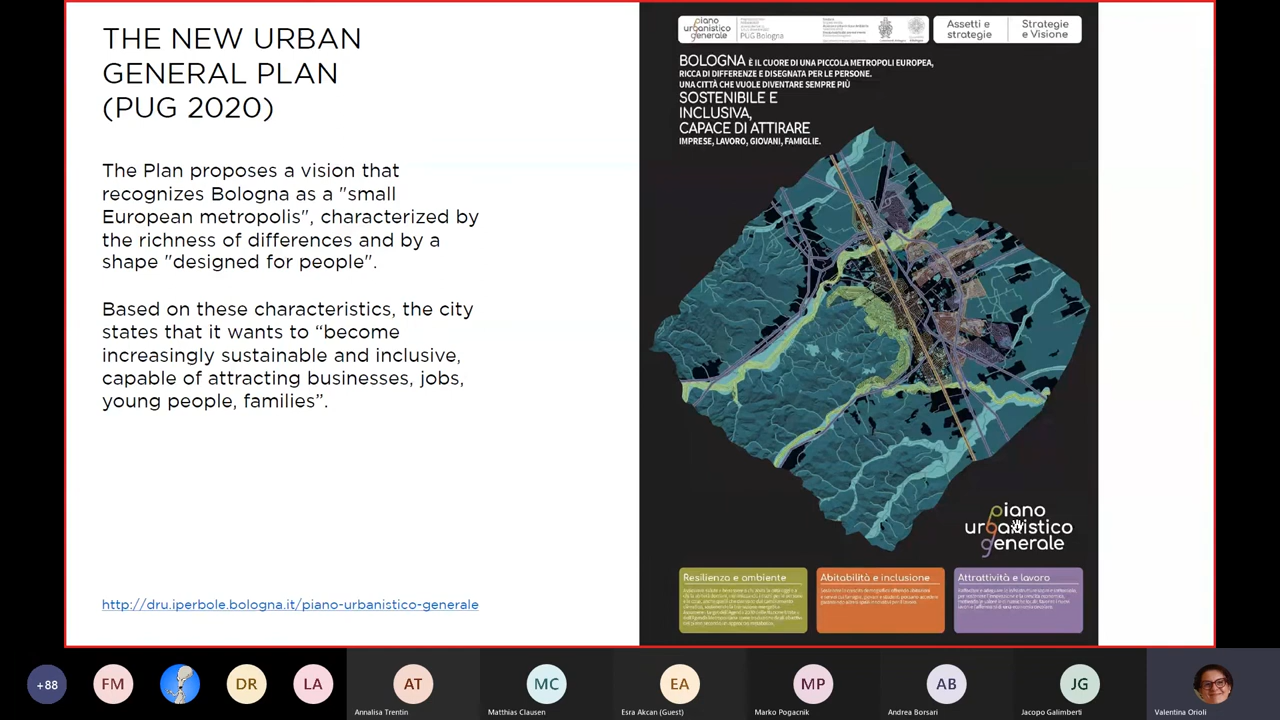 THE NEW URBAN
GENERAL PLAN
(PUG 2020)
The Plan proposes a vision that
recognizes Bologna as a "small
European metropolis", characterized by
the richness of differences and by a
shape "designed for people".
Based on these characteristics, the city
states that it wants to “become
increasingly sustainable and inclusive,
capable of attracting businesses, jobs,
young people, families”.
http://dru.iperbole.bologna.it/piano-urbanistico-generale
piano
urbanistico
generale
PUG Bologna
Assetti e
strategie
Strategie
e Visione
BOLOGNA È IL CUORE DI UNA PICCOLA METROPOLI EUROPEA,
RICCA DI DIFFERENZE E DISEGNATA PER LE PERSONE.
UNA CITTÀ CHE VUOLE DIVENTARE SEMPRE PIÙ
SOSTENIBILE E
INCLUSIVA,
CAPACE DI ATTIRARE
IMPRESE, LAVORO, GIOVANI, FAMIGLIE.
piano
urbanistico
generale
Resilienza e ambiente
Abitabilità e inclusione
Attrattività e lavoro
+88
FM
DR
LA
AT
MC
EA
MP
AB
JG
Annalisa Trentin
Matthias Clausen
Esra Akcan (Guest)
Marko Pogacnik
Andrea Borsari
Jacopo Galimberti
Valentina Orioli